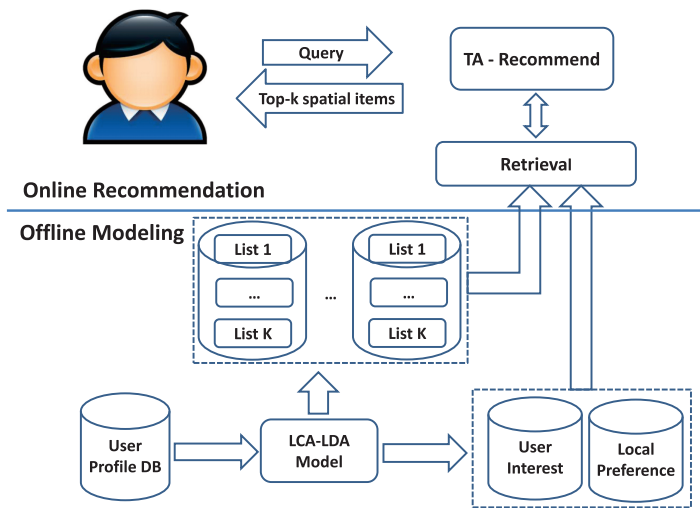 Query
TA - Recommend
Top-k spatial items
Retrieval
Online Recommendation
Offline Modeling
List 1
List 1
...
...
...
List K
List K
User
Profile DB
LCA-LDA
Model
User
Interest
Local
Preference